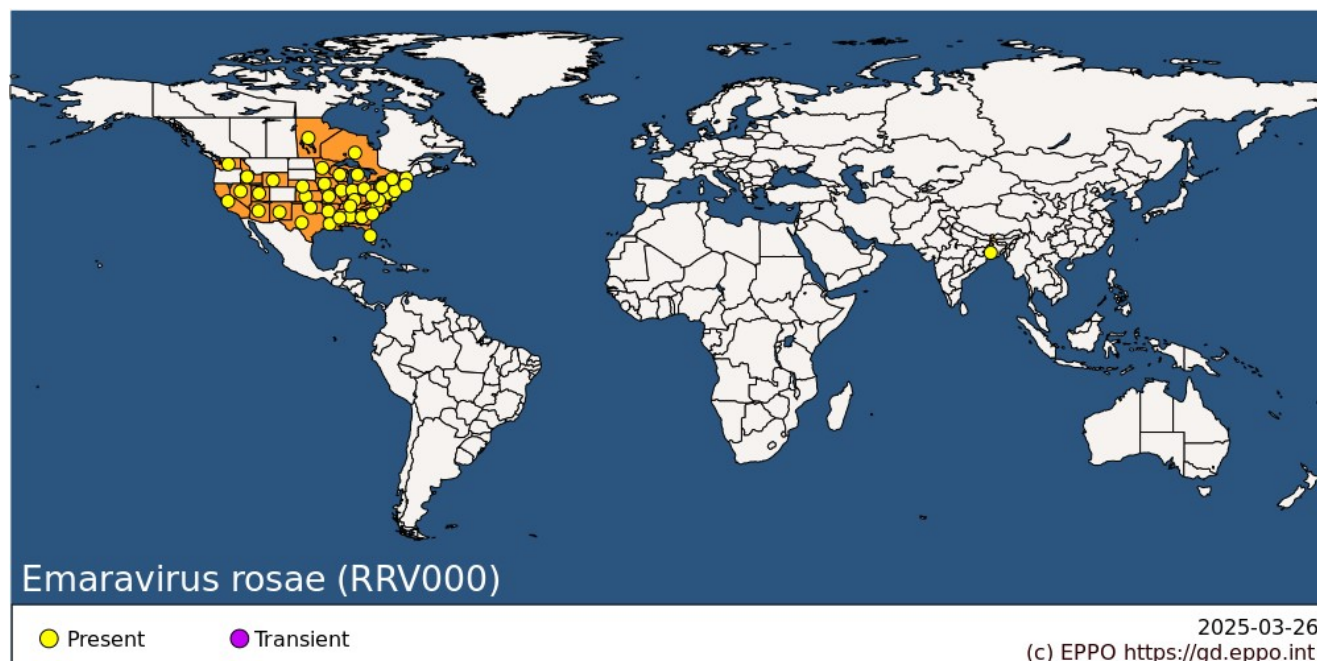 Emaravirus rosae (RRV000)
Present
Transient
2025-03-26
(c) EPPO https://gd.eppo.int